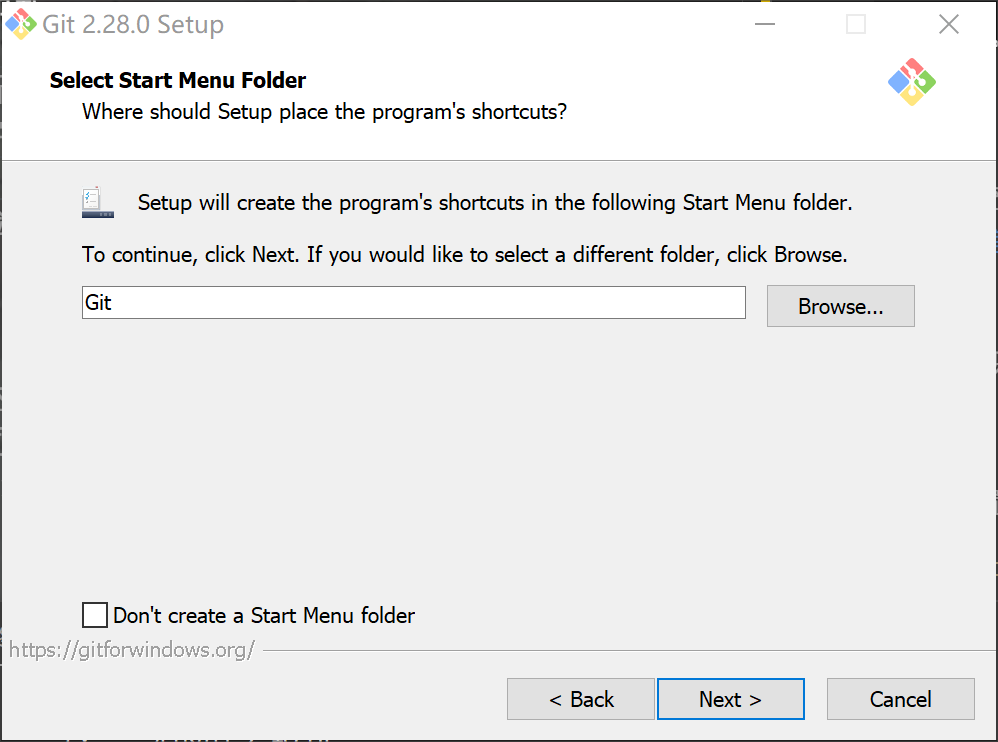 Git 2.28.0 Setup
Select Start Menu Folder
Where should Setup place the program's shortcuts?
Setup will create the program's shortcuts in the following Start Menu folder.
To continue, click Next. If you would like to select a different folder, click Browse.
Git
Browse...
Don't create a Start Menu folder
https://gitforwindows.org/
< Back
Next >
Cancel